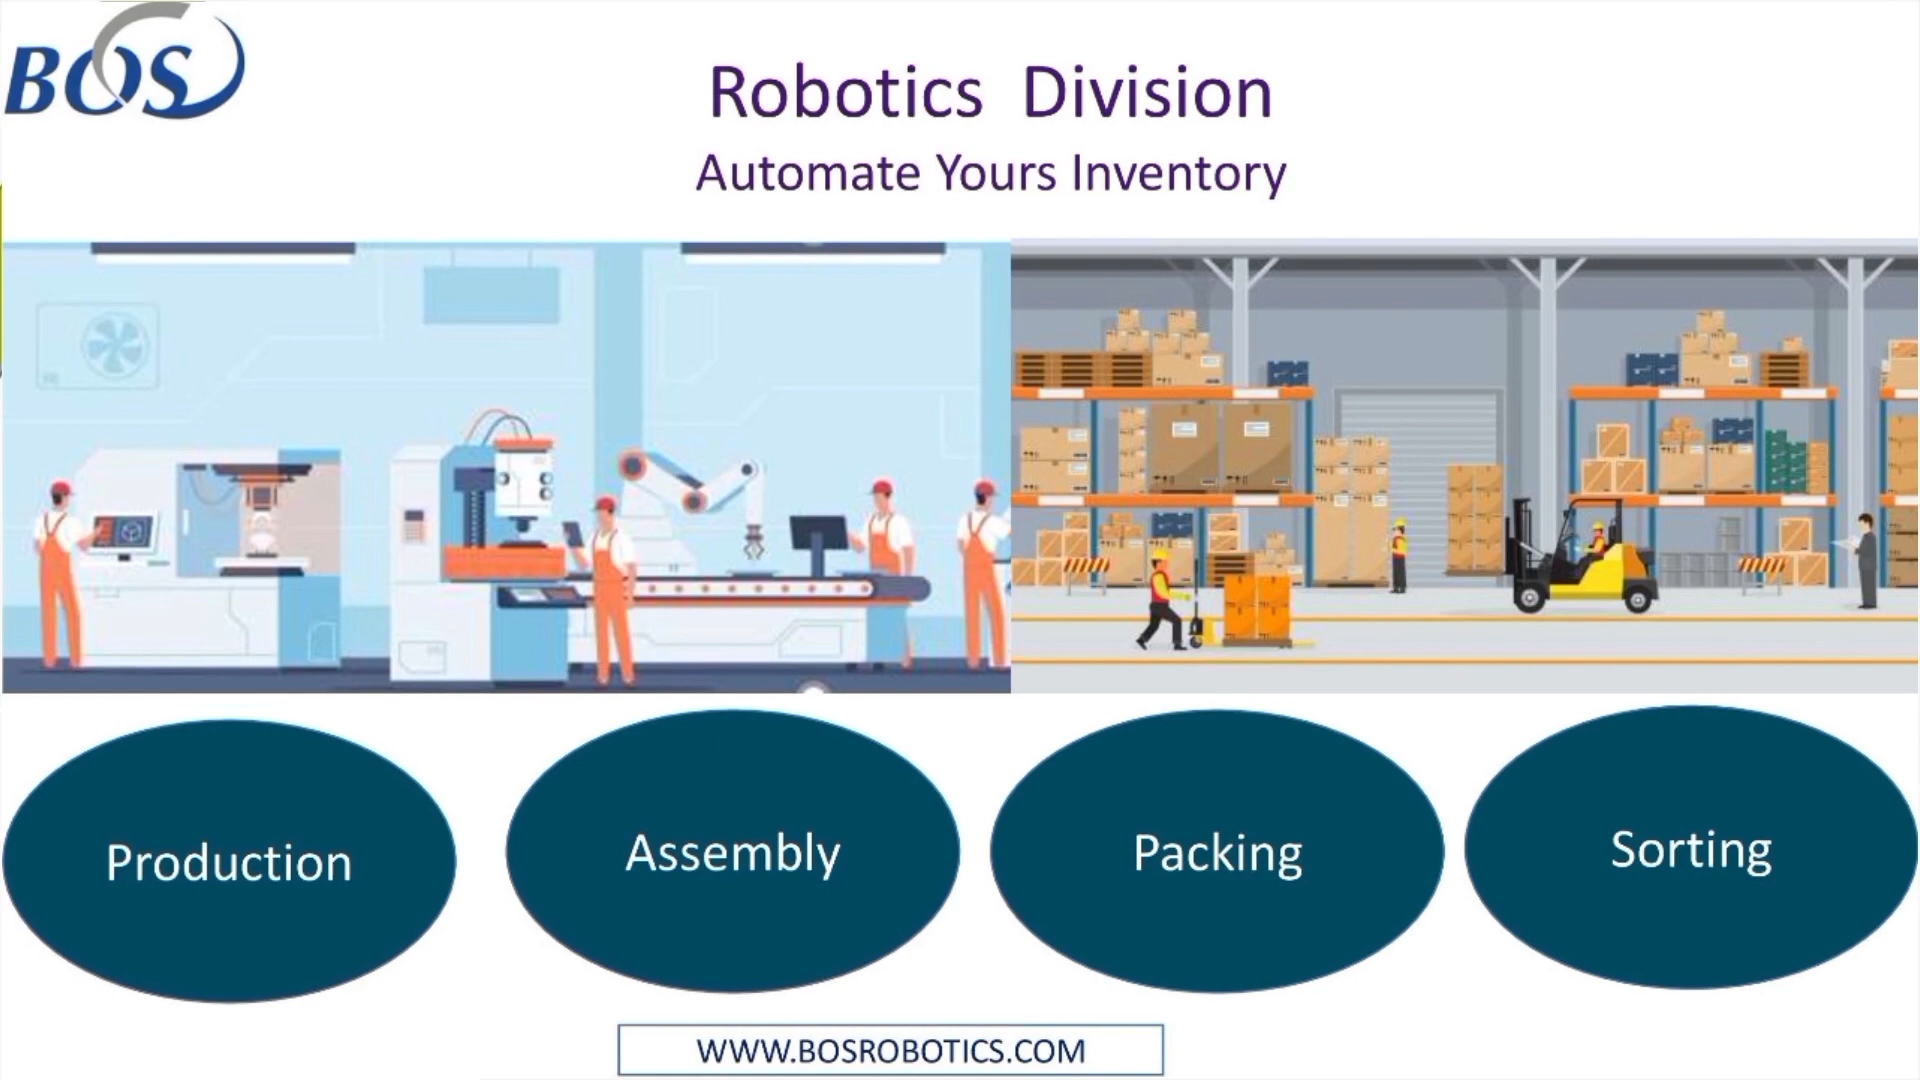 BOS
Robotics Division
Automate Yours Inventory
Production
Assembly
Packing
Sorting
WWW.BOSROBOTICS.COM